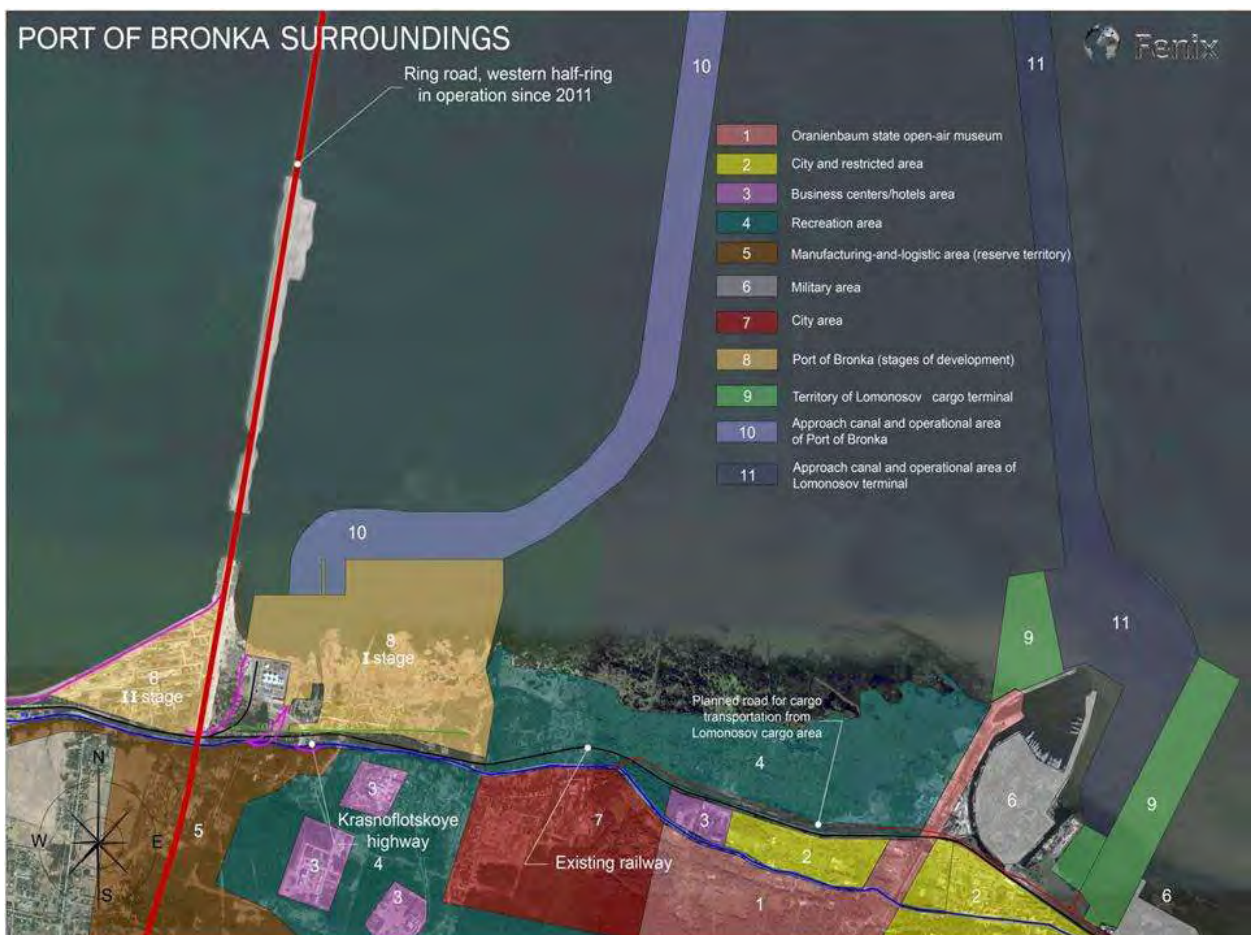 PORT OF BRONKA SURROUNDINGS
Fenix
Ring road, western half-ring
in operation since 2011
10
11
1 Oranienbaum state open-air museum
2 City and restricted area
3 Business centers/hotels area
4 Recreation area
5 Manufacturing-and-logistic area (reserve territory)
6 Military area
7 City area
8 Port of Bronka (stages of development)
9 Territory of Lomonosov cargo terminal
10 Approach canal and operational area
of Port of Bronka
11 Approach canal and operational area of
Lomonosov terminal
10
8
I stage
8
II stage
9
11
Planned road for cargo
transportation from
Lomonosov cargo area
4
N
W
E
S
5
3
Krasnoflotskoye
highway
3
4
3
7
Existing railway
3
2
1
2
6
9
6